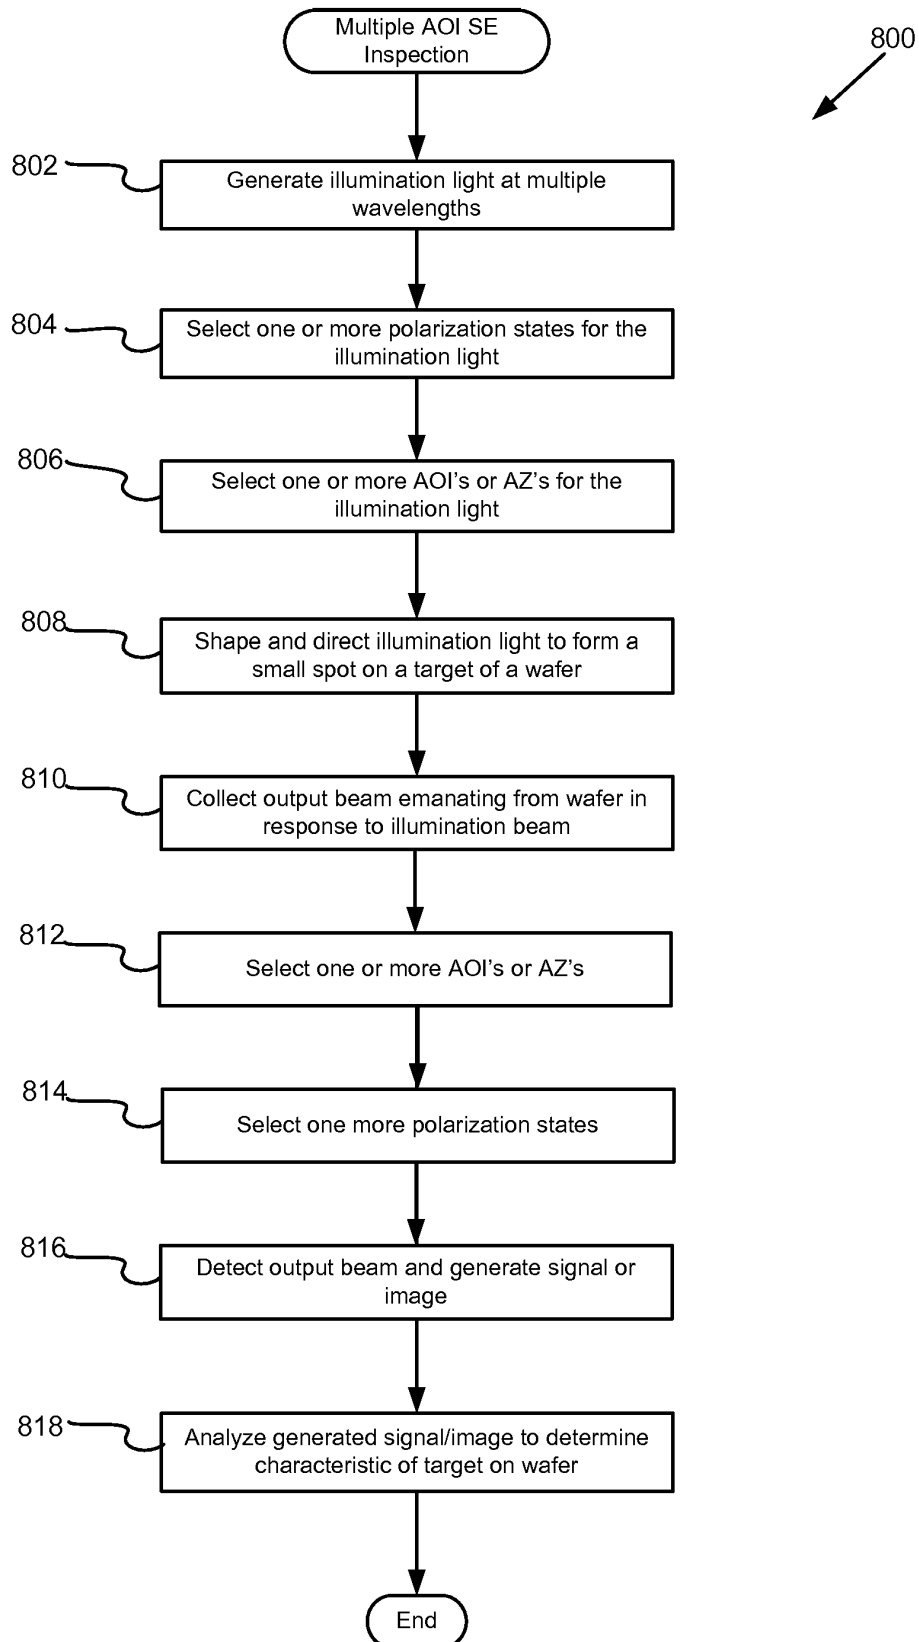 Multiple AOI SE
Inspection
800
802
Generate illumination light at multiple
wavelengths
804
Select one or more polarization states for the
illumination light
806
Select one or more AOI's or AZ's for the
illumination light
808
Shape and direct illumination light to form a
small spot on a target of a wafer
810
Collect output beam emanating from wafer in
response to illumination beam
812
Select one or more AOI's or AZ's
814
Select one more polarization states
816
Detect output beam and generate signal or
image
818
Analyze generated signal/image to determine
characteristic of target on wafer
End